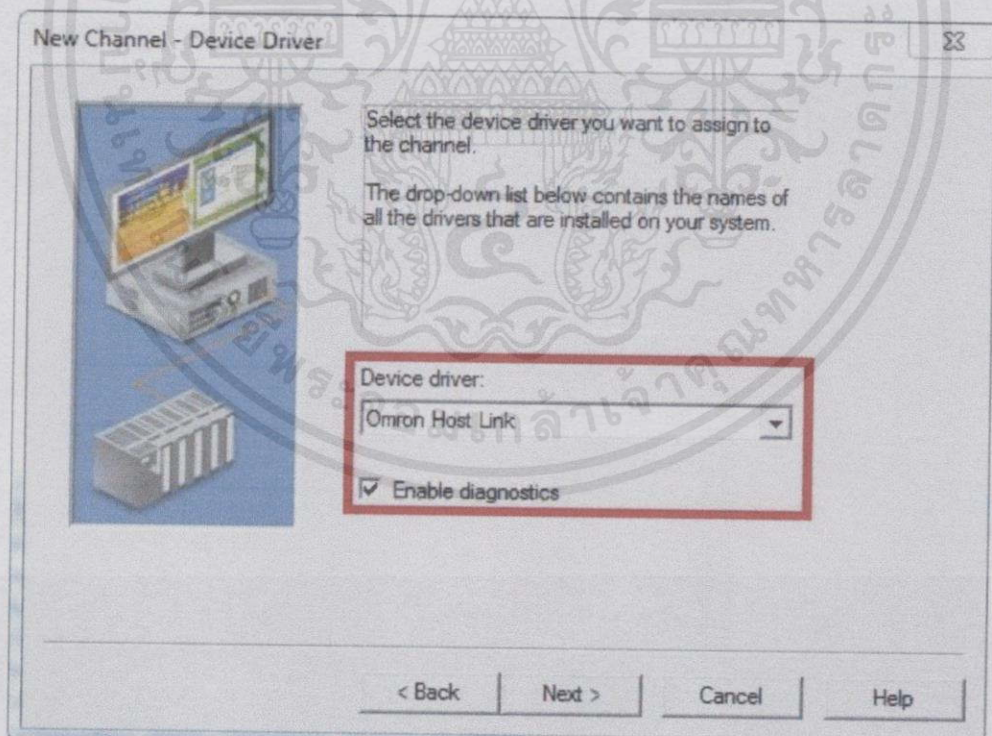 New Channel - Device Driver
Select the device driver you want to assign to
the channel.
The drop-down list below contains the names of
all the drivers that are installed on your system.
Device driver:
Omron Host Link
Enable diagnostics
< Back
Next >
Cancel
Help